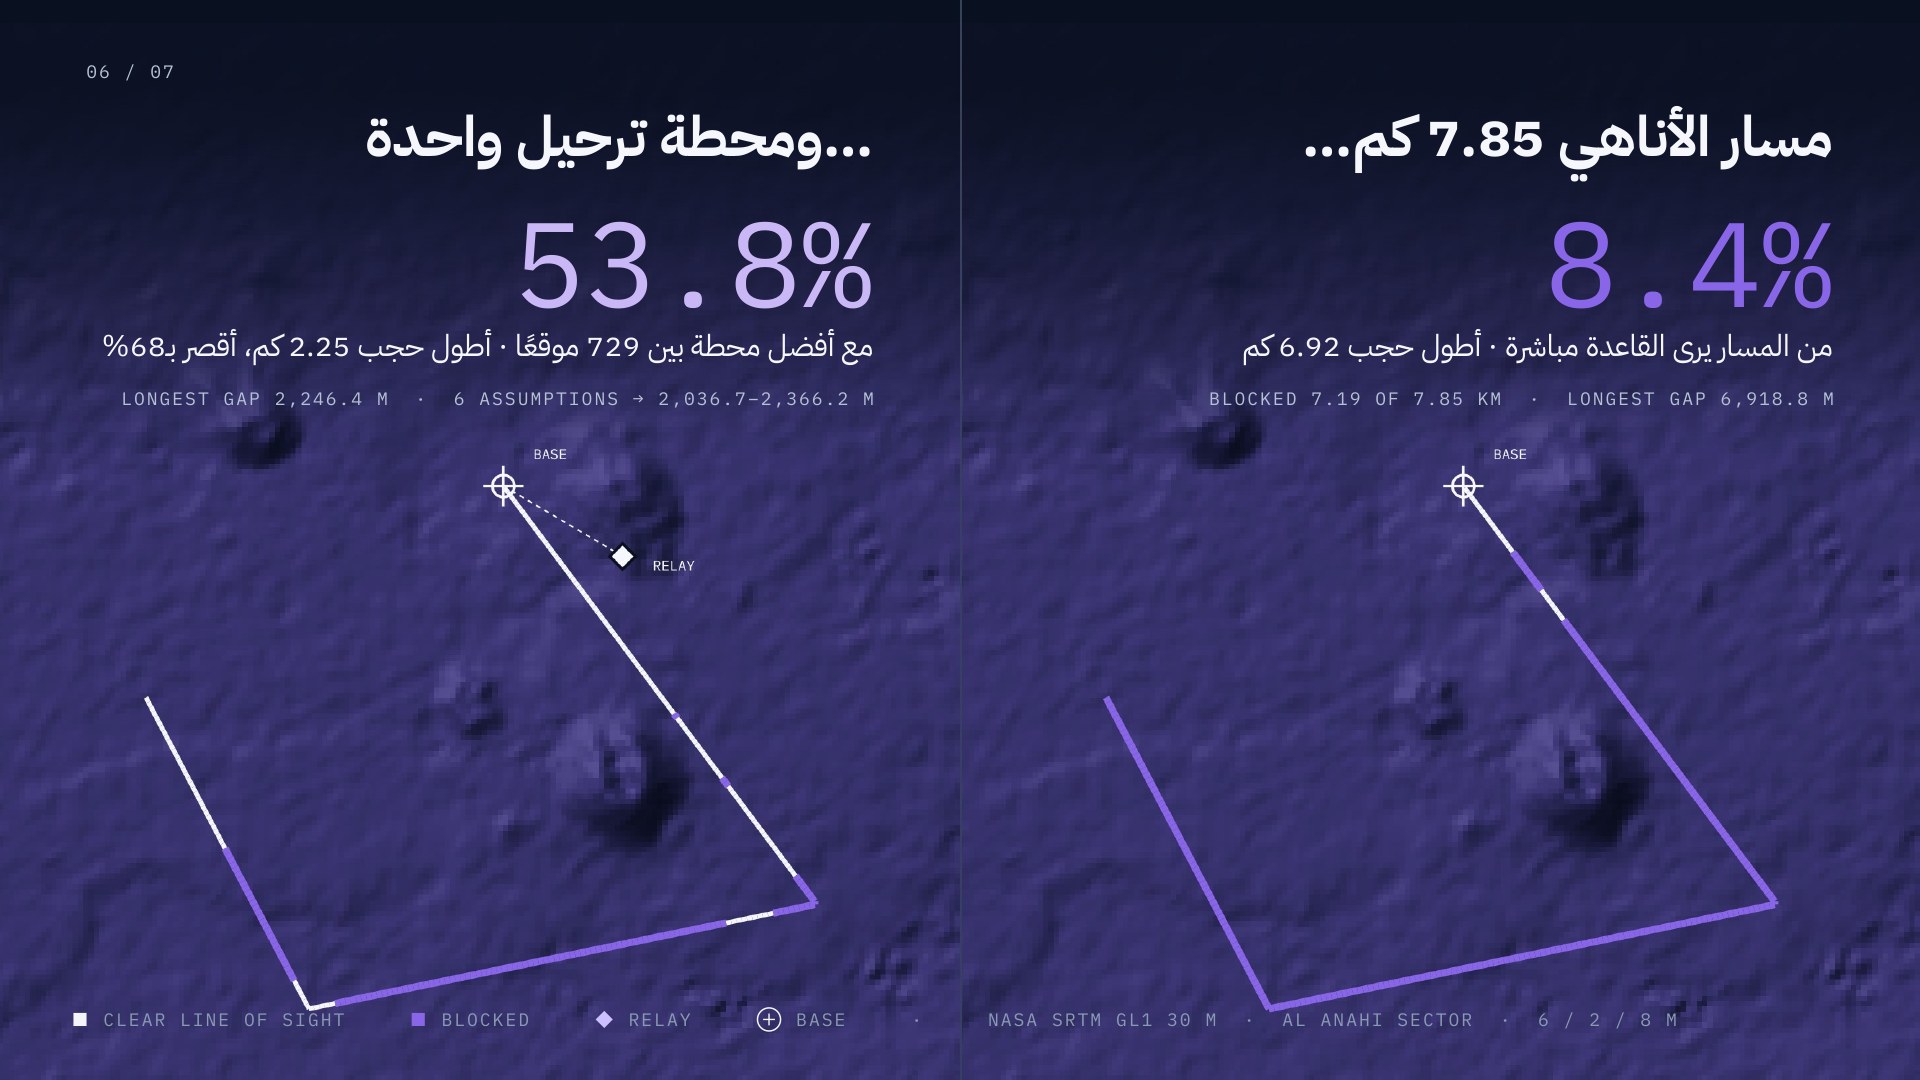 06 / 07
مسار الأناهي 7.85 كم...
8.4%
من المسار يرى القاعدة مباشرة · أطول حجب 6.92 كم
BLOCKED 7.19 OF 7.85 KM · LONGEST GAP 6,918.8 M
BASE
...ومحطة ترحيل واحدة
53.8%
مع أفضل محطة بين 729 موقعًا · أطول حجب 2.25 كم، أقصر بـ68%
LONGEST GAP 2,246.4 M · 6 ASSUMPTIONS → 2,036.7–2,366.2 M
BASE
RELAY
CLEAR LINE OF SIGHT BLOCKED RELAY BASE · NASA SRTM GL1 30 M · AL ANAHI SECTOR · 6 / 2 / 8 M